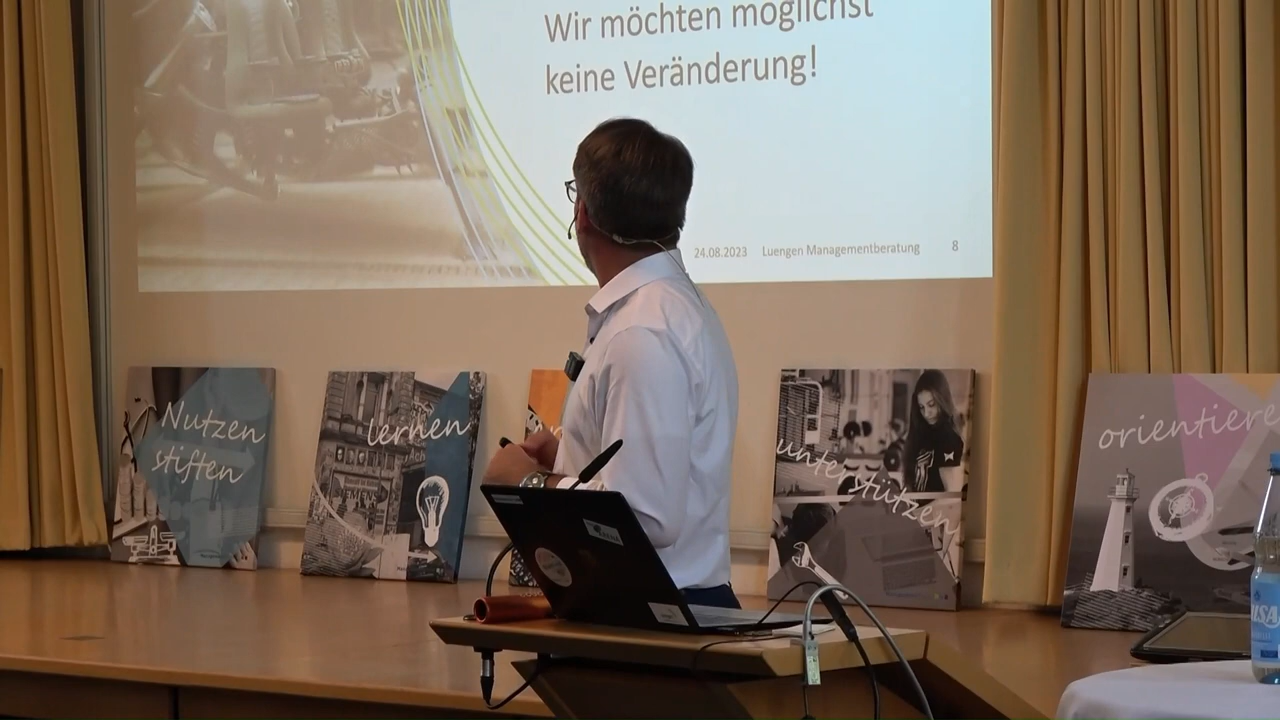 Wir möchten möglichst
keine Veränderung!
24.08.2023 Luengen Managementberatung 8
Nutzen
stiften
lernen
unterstützen
orientiere